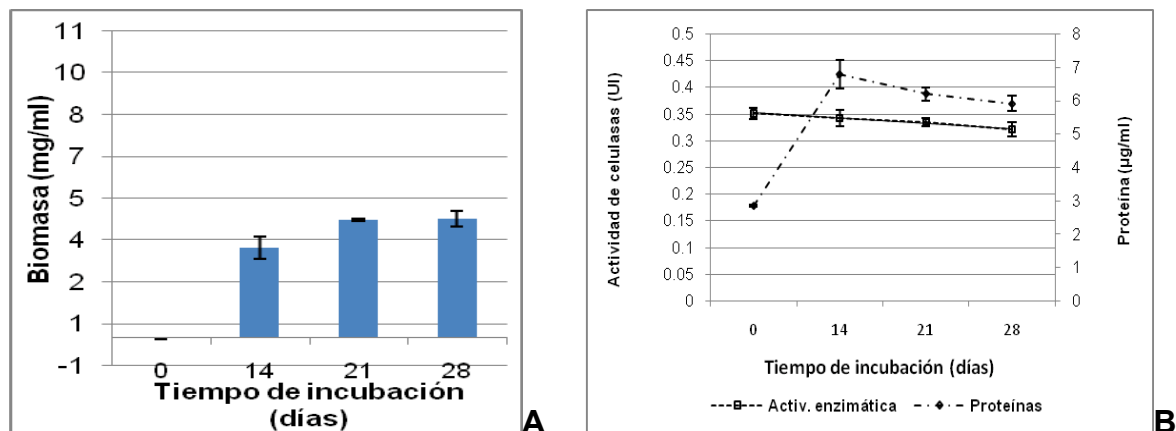 11
10
8
7
5
4
2
1
-1
Biomasa (mg/ml)
0 14 21 28
Tiempo de incubación
(días)
A
0.5
0.45
0.4
0.35
0.3
0.25
0.2
0.15
0.1
0.05
0
Actividad de celulasas (UI)
8
7
6
5
4
3
2
1
0
Proteína (µg/ml)
0 14 21 28
Tiempo de incubación (días)
Activ. enzimática Proteínas
B